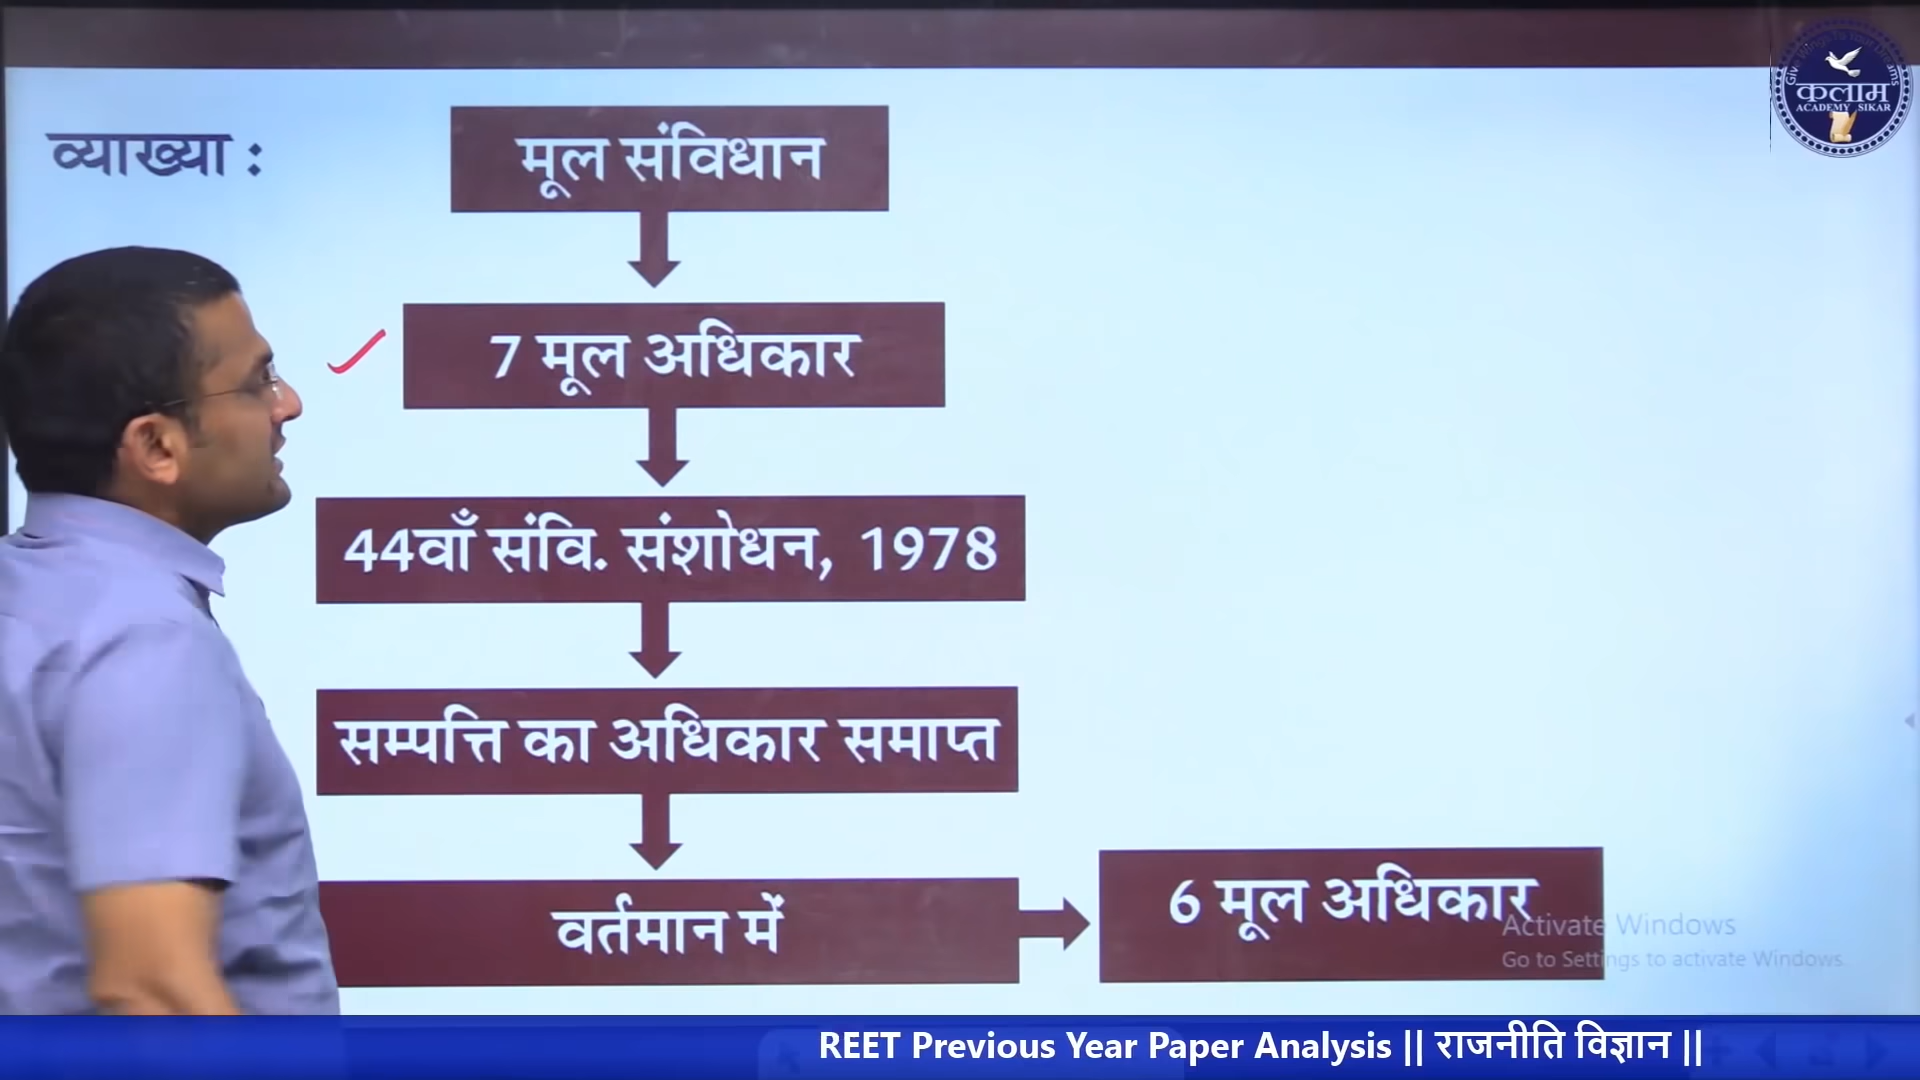 व्याख्या :
मूल संविधान
7 मूल अधिकार
44वाँ संवि. संशोधन, 1978
सम्पत्ति का अधिकार समाप्त
वर्तमान में
6 मूल अधिकार
कलाम
ACADEMY SIKAR
Activate Windows
Go to Settings to activate Windows.
REET Previous Year Paper Analysis || राजनीति विज्ञान ||